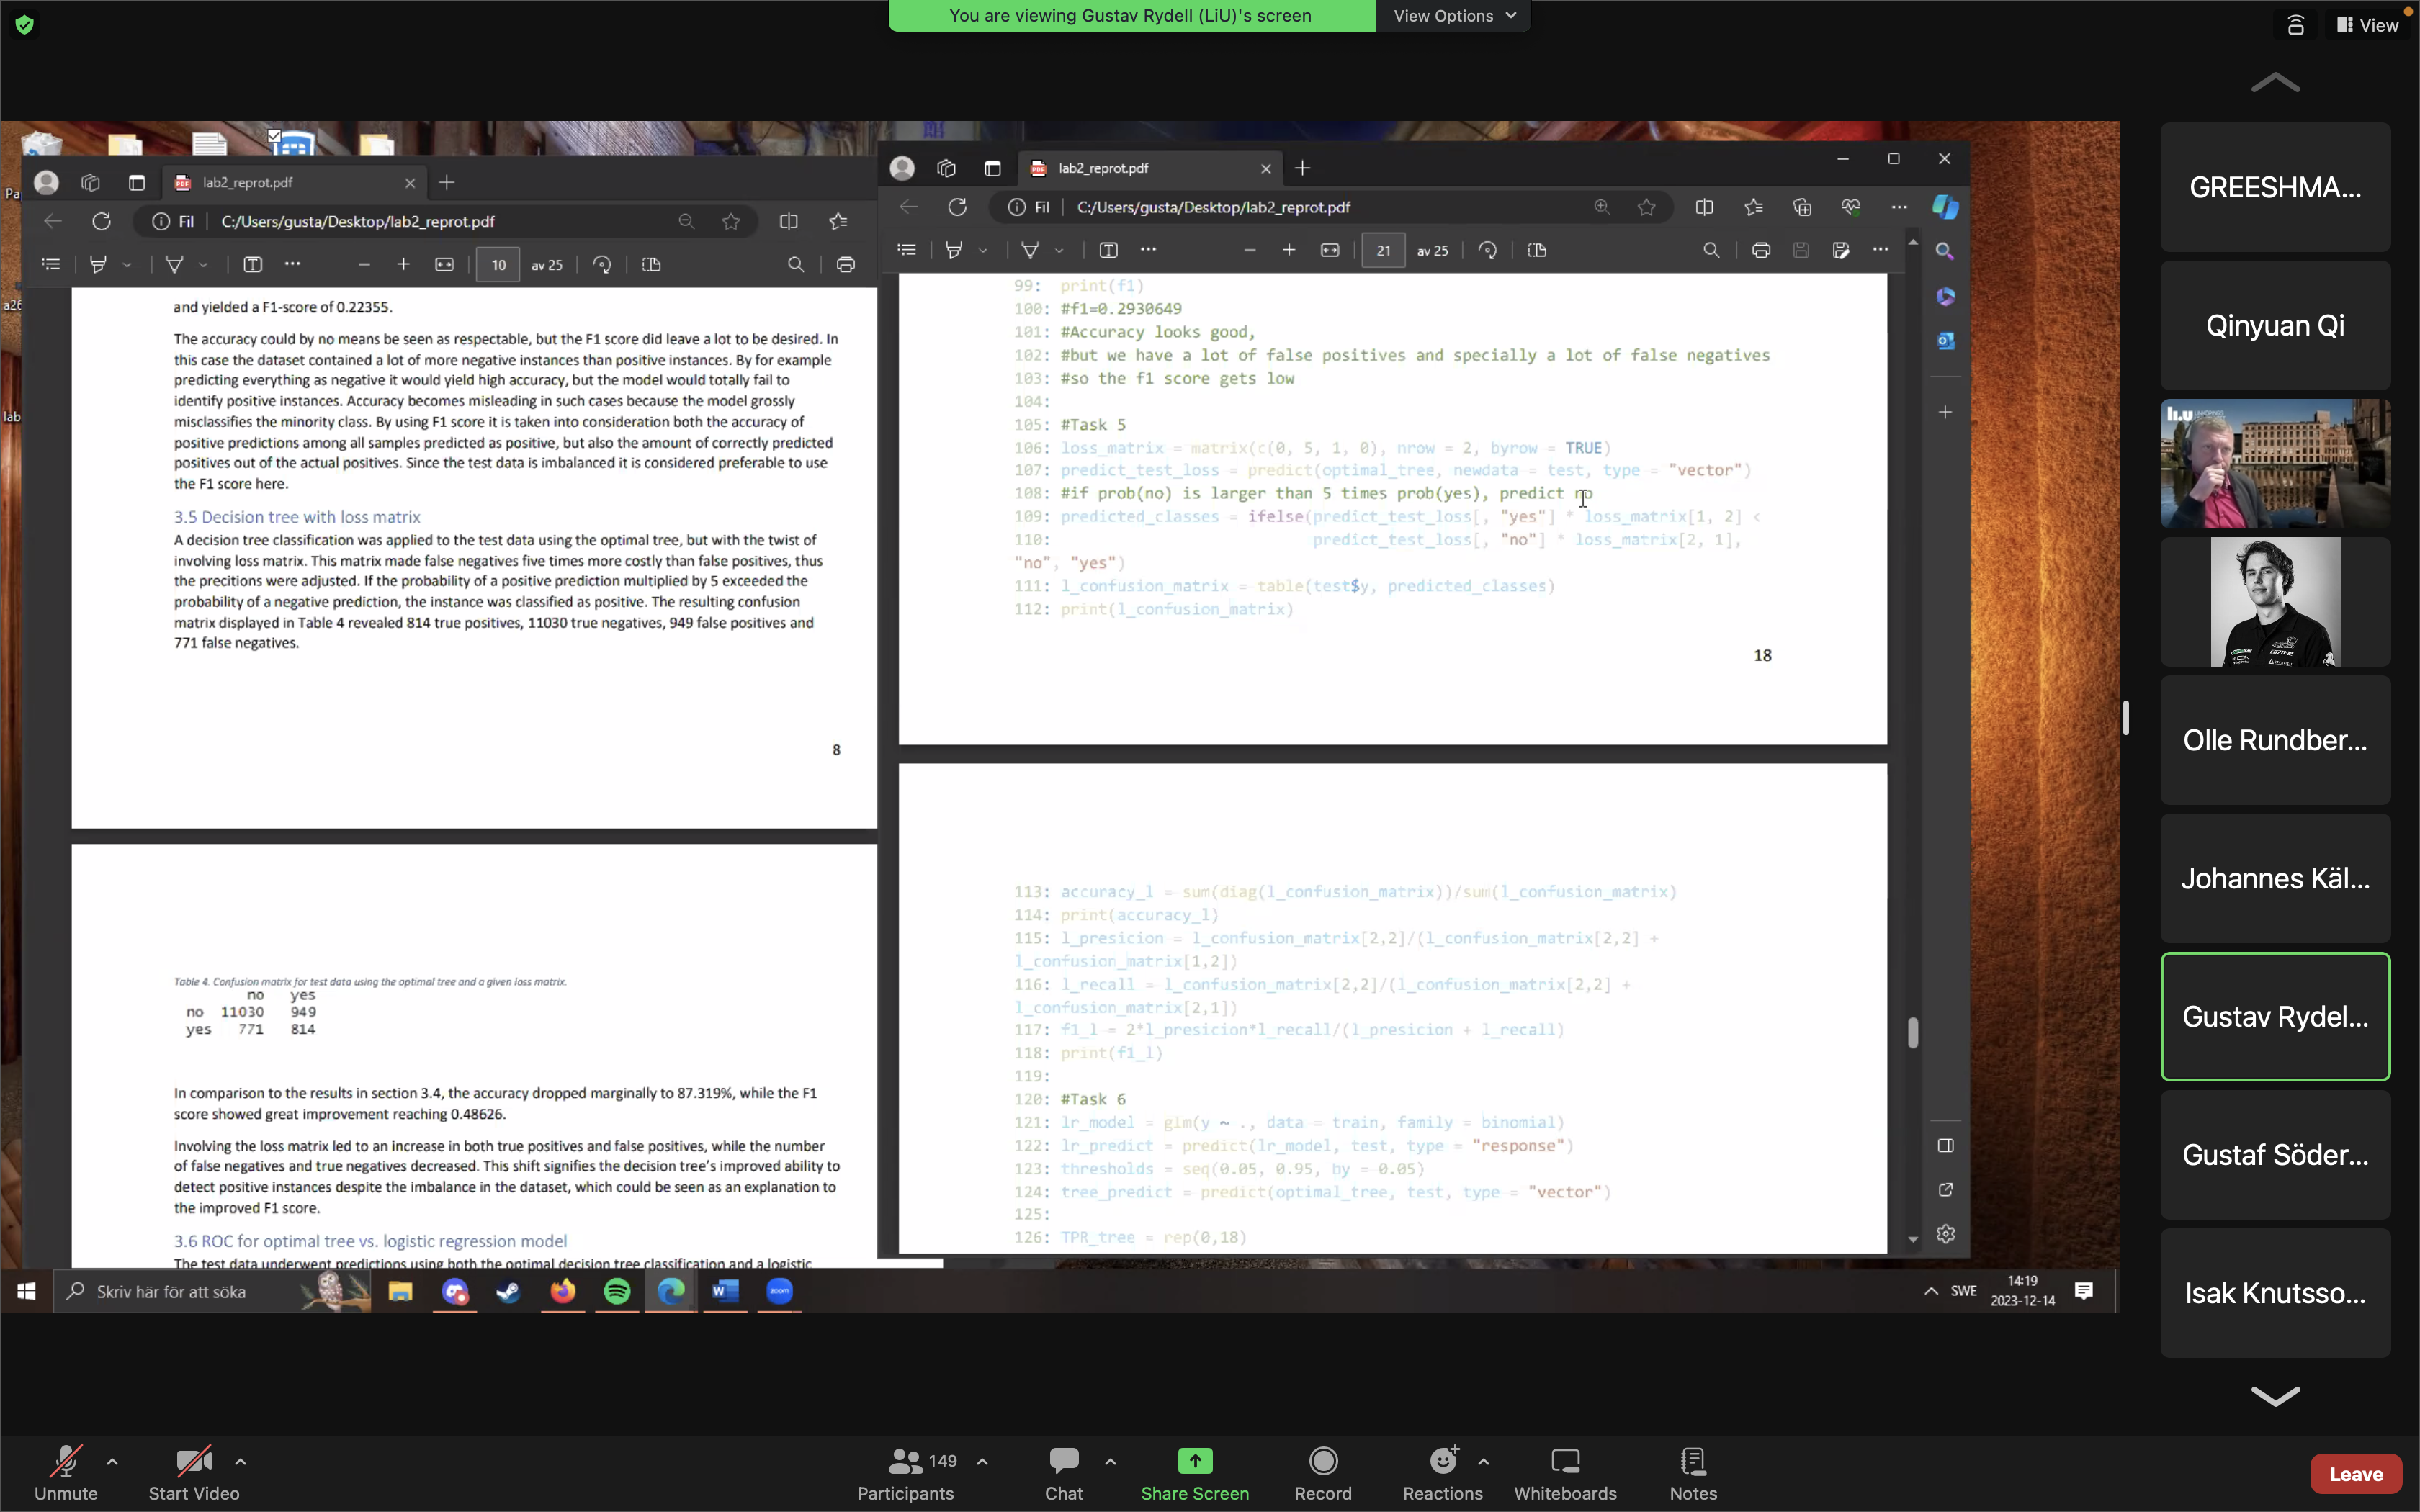 You are viewing Gustav Rydell (LiU)'s screen
View Options
View
lab2_reprot.pdf
Fil
C:/Users/gusta/Desktop/lab2_reprot.pdf
10
av 25
and yielded a F1-score of 0.22355.
The accuracy could by no means be seen as respectable, but the F1 score did leave a lot to be desired. In
this case the dataset contained a lot of more negative instances than positive instances. By for example
predicting everything as negative it would yield high accuracy, but the model would totally fail to
identify positive instances. Accuracy becomes misleading in such cases because the model grossly
misclassifies the minority class. By using F1 score it is taken into consideration both the accuracy of
positive predictions among all samples predicted as positive, but also the amount of correctly predicted
positives out of the actual positives. Since the test data is imbalanced it is considered preferable to use
the F1 score here.
3.5 Decision tree with loss matrix
A decision tree classification was applied to the test data using the optimal tree, but with the twist of
involving loss matrix. This matrix made false negatives five times more costly than false positives, thus
the precitions were adjusted. If the probability of a positive prediction multiplied by 5 exceeded the
probability of a negative prediction, the instance was classified as positive. The resulting confusion
matrix displayed in Table 4 revealed 814 true positives, 11030 true negatives, 949 false positives and
771 false negatives.
8
Table 4. Confusion matrix for test data using the optimal tree and a given loss matrix.
no yes
no 11030 949
yes 771 814
In comparison to the results in section 3.4, the accuracy dropped marginally to 87.319%, while the F1
score showed great improvement reaching 0.48626.
Involving the loss matrix led to an increase in both true positives and false positives, while the number
of false negatives and true negatives decreased. This shift signifies the decision tree's improved ability to
detect positive instances despite the imbalance in the dataset, which could be seen as an explanation to
the improved F1 score.
3.6 ROC for optimal tree vs. logistic regression model
The test data underwent predictions using both the optimal decision tree classification and a logistic
lab2_reprot.pdf
Fil
C:/Users/gusta/Desktop/lab2_reprot.pdf
21
av 25
99: print(f1)
100: #f1=0.2930649
101: #Accuracy looks good,
102: #but we have a lot of false positives and specially a lot of false negatives
103: #so the f1 score gets low
104:
105: #Task 5
106: loss_matrix = matrix(c(0, 5, 1, 0), nrow = 2, byrow = TRUE)
107: predict_test_loss = predict(optimal_tree, newdata = test, type = "vector")
108: #if prob(no) is larger than 5 times prob(yes), predict no
109: predicted_classes = ifelse(predict_test_loss[, "yes"] * loss_matrix[1, 2] <
110: predict_test_loss[, "no"] * loss_matrix[2, 1],
"no", "yes")
111: l_confusion_matrix = table(test$y, predicted_classes)
112: print(l_confusion_matrix)
18
113: accuracy_l = sum(diag(l_confusion_matrix))/sum(l_confusion_matrix)
114: print(accuracy_l)
115: l_presicion = l_confusion_matrix[2,2]/(l_confusion_matrix[2,2] +
l_confusion_matrix[1,2])
116: l_recall = l_confusion_matrix[2,2]/(l_confusion_matrix[2,2] +
l_confusion_matrix[2,1])
117: f1_l = 2*l_presicion*l_recall/(l_presicion + l_recall)
118: print(f1_l)
119:
120: #Task 6
121: lr_model = glm(y ~ ., data = train, family = binomial)
122: lr_predict = predict(lr_model, test, type = "response")
123: thresholds = seq(0.05, 0.95, by = 0.05)
124: tree_predict = predict(optimal_tree, test, type = "vector")
125:
126: TPR_tree = rep(0,18)
Skriv här för att söka
SWE
14:19
2023-12-14
GREESHMA...
Qinyuan Qi
Olle Rundber...
Johannes Käl...
Gustav Rydel...
Gustaf Söder...
Isak Knutsso...
Unmute
Start Video
149
Participants
Chat
Share Screen
Record
Reactions
Whiteboards
Notes
Leave